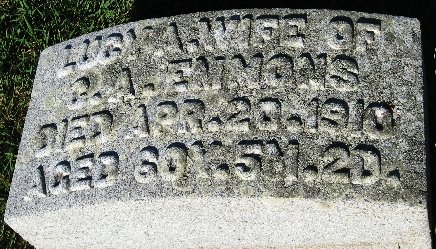 LUCY A. WIFE OF
G. A. EMMONS
DIED APR. 20. 1910
AGED 60Y. 5M. 2D.